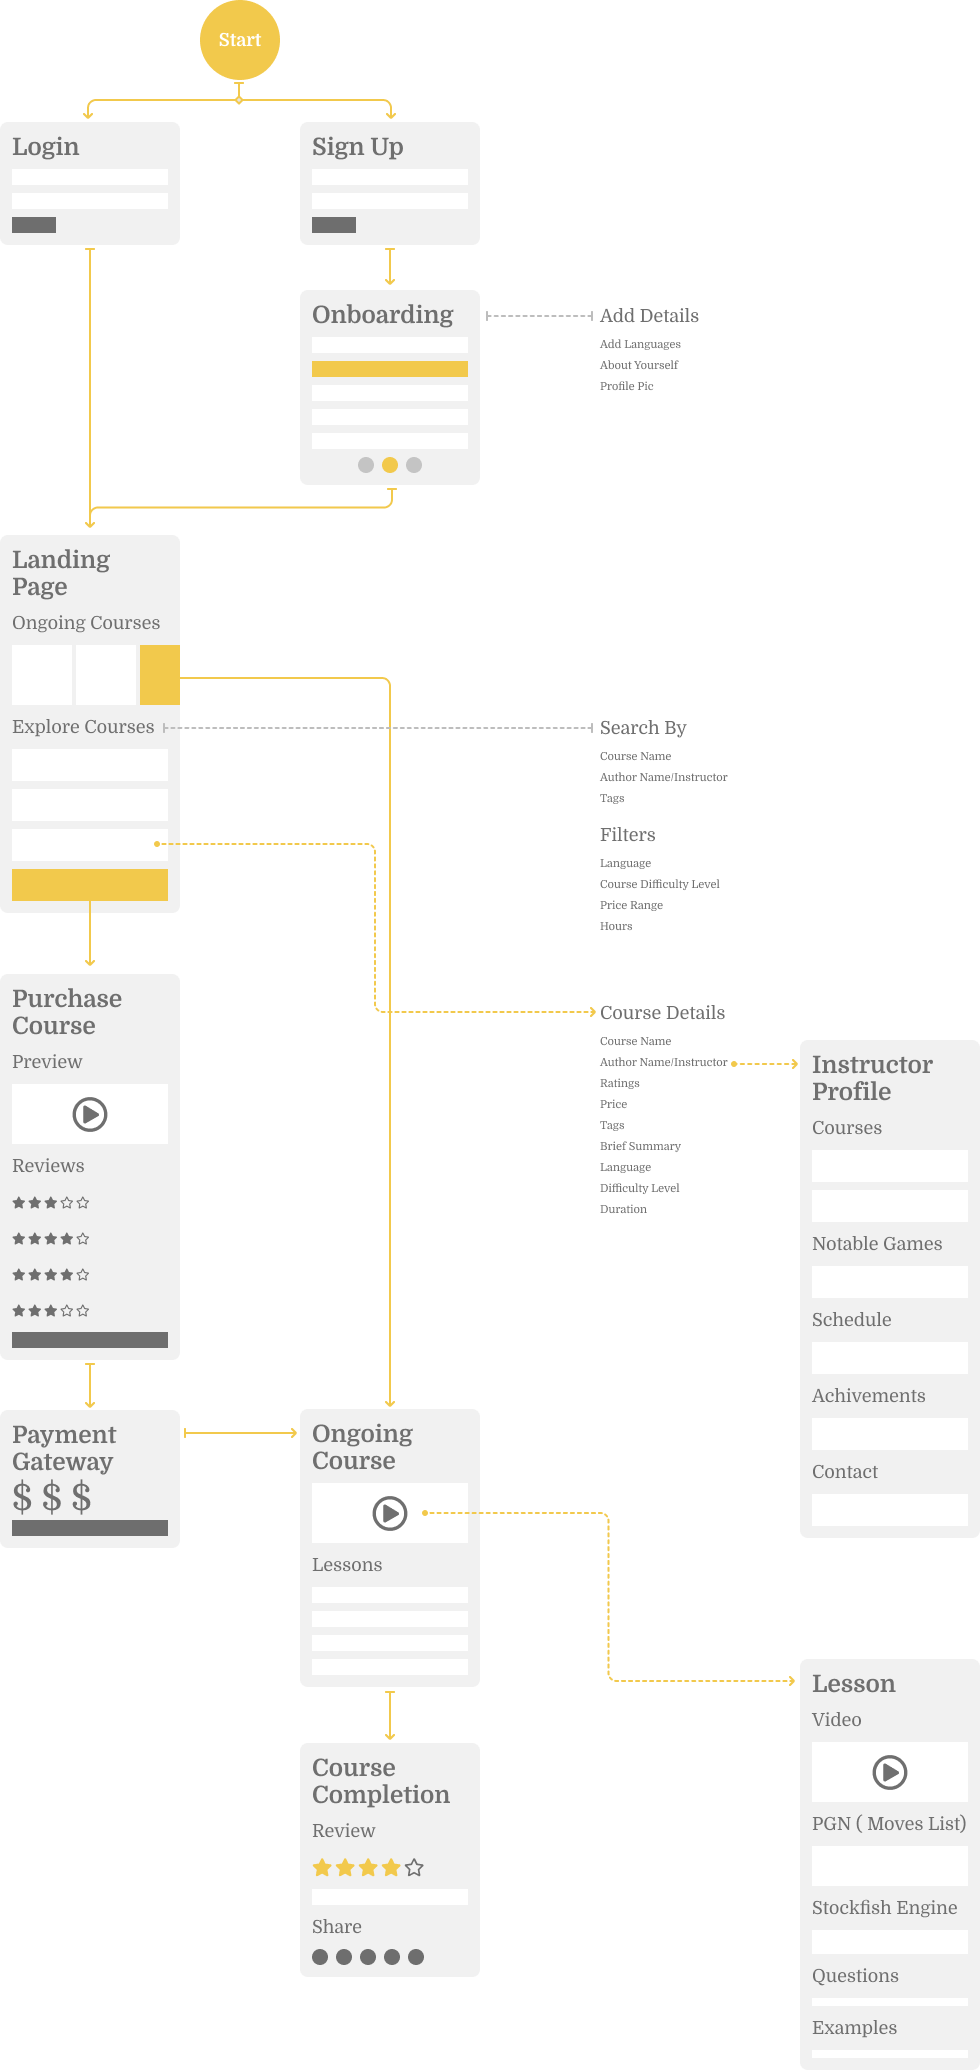 Start
Login
Sign Up
Onboarding
Add Details
Add Languages
About Yourself
Profile Pic
Landing
Page
Ongoing Courses
Explore Courses
Search By
Course Name
Author Name/Instructor
Tags
Filters
Language
Course Difficulty Level
Price Range
Hours
Purchase
Course
Preview
Reviews
Course Details
Course Name
Author Name/Instructor
Ratings
Price
Tags
Brief Summary
Language
Difficulty Level
Duration
Instructor
Profile
Courses
Notable Games
Schedule
Achivements
Contact
Payment
Gateway
$ $ $
Ongoing
Course
Lessons
Course
Completion
Review
Share
Lesson
Video
PGN ( Moves List)
Stockfish Engine
Questions
Examples